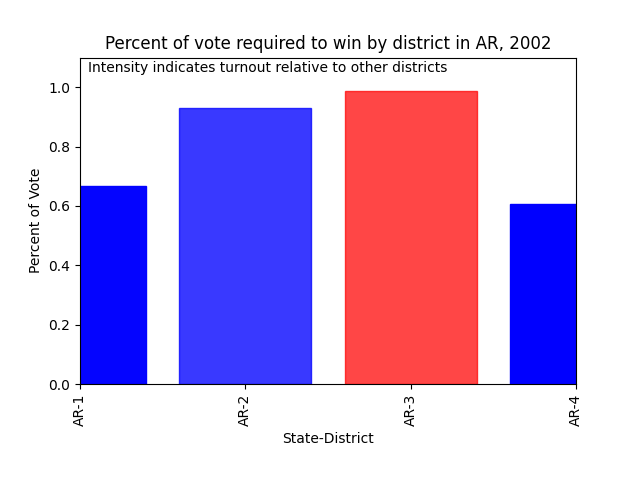 Percent of vote required to win by district in AR, 2002
Intensity indicates turnout relative to other districts
1.0
0.8
0.6
0.4
0.2
0.0
Percent of Vote
AR-1
AR-2
AR-3
AR-4
State-District